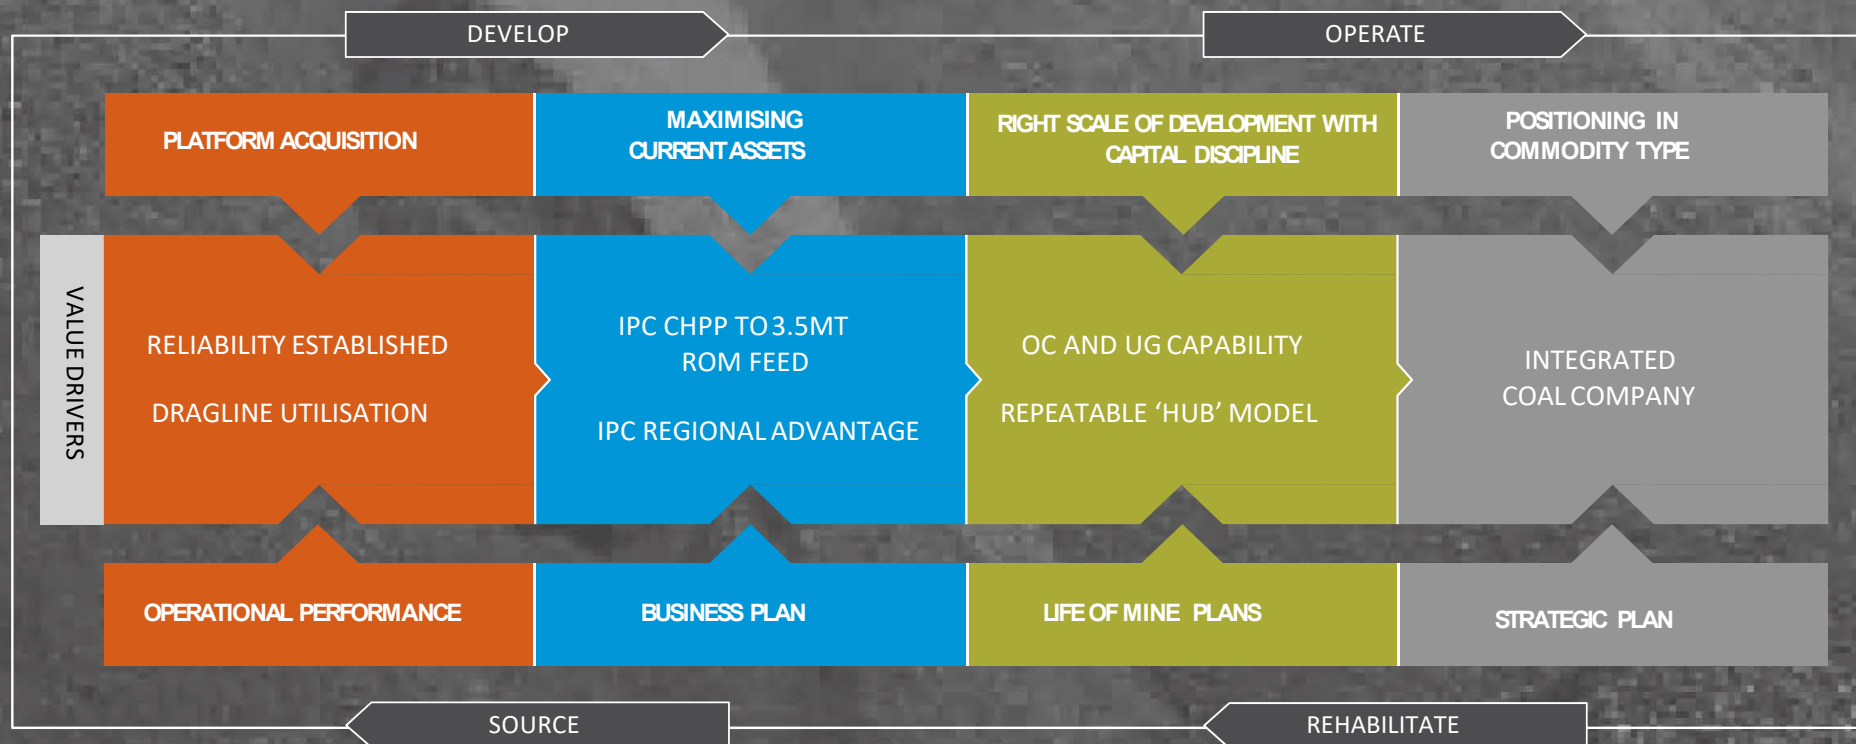 DEVELOP
OPERATE
PLATFORM ACQUISITION
MAXIMISING
CURRENT ASSETS
RIGHT SCALE OF DEVELOPMENT WITH
CAPITAL DISCIPLINE
POSITIONING IN
COMMODITY TYPE
VALUE DRIVERS
RELIABILITY ESTABLISHED
DRAGLINE UTILISATION
IPC CHPP TO 3.5MT
ROM FEED
IPC REGIONAL ADVANTAGE
OC AND UG CAPABILITY
REPEATABLE ‘HUB’ MODEL
INTEGRATED
COAL COMPANY
OPERATIONAL PERFORMANCE
BUSINESS PLAN
LIFE OF MINE PLANS
STRATEGIC PLAN
SOURCE
REHABILITATE